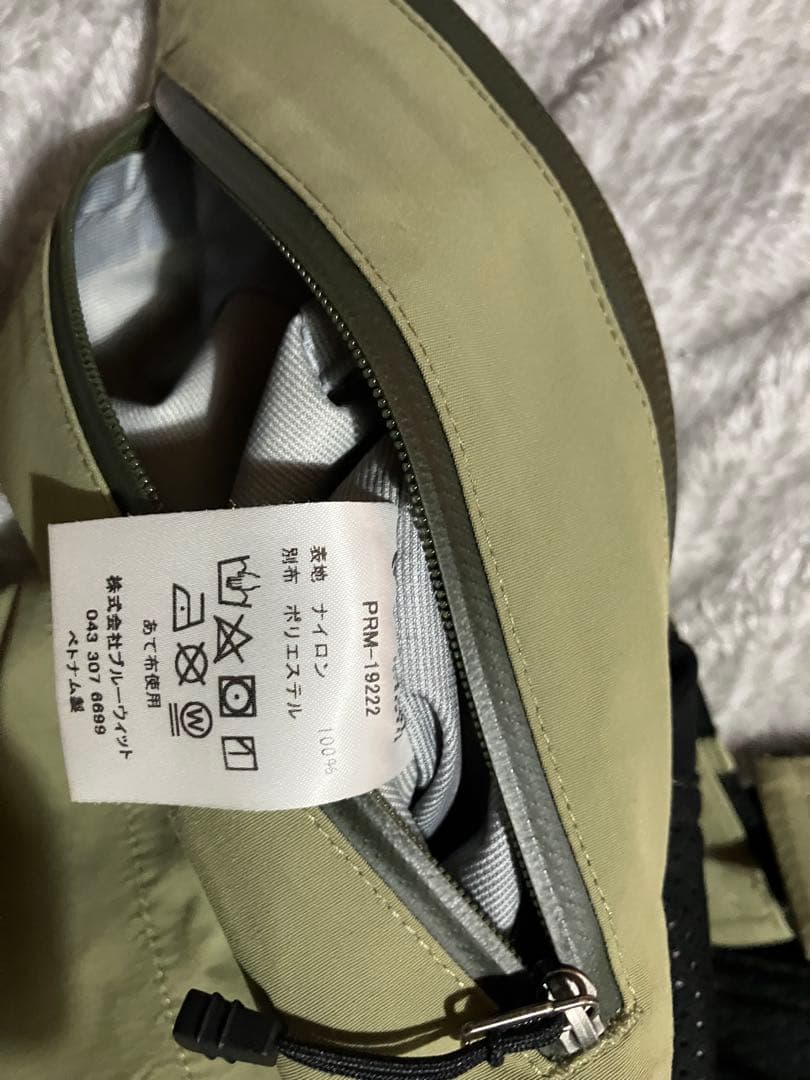 PRM-19222
表地 ナイロン 100%
別布 ポリエステル
W
あて布使用
株式会社ブルーウィット
043 307 6699
ベトナム製